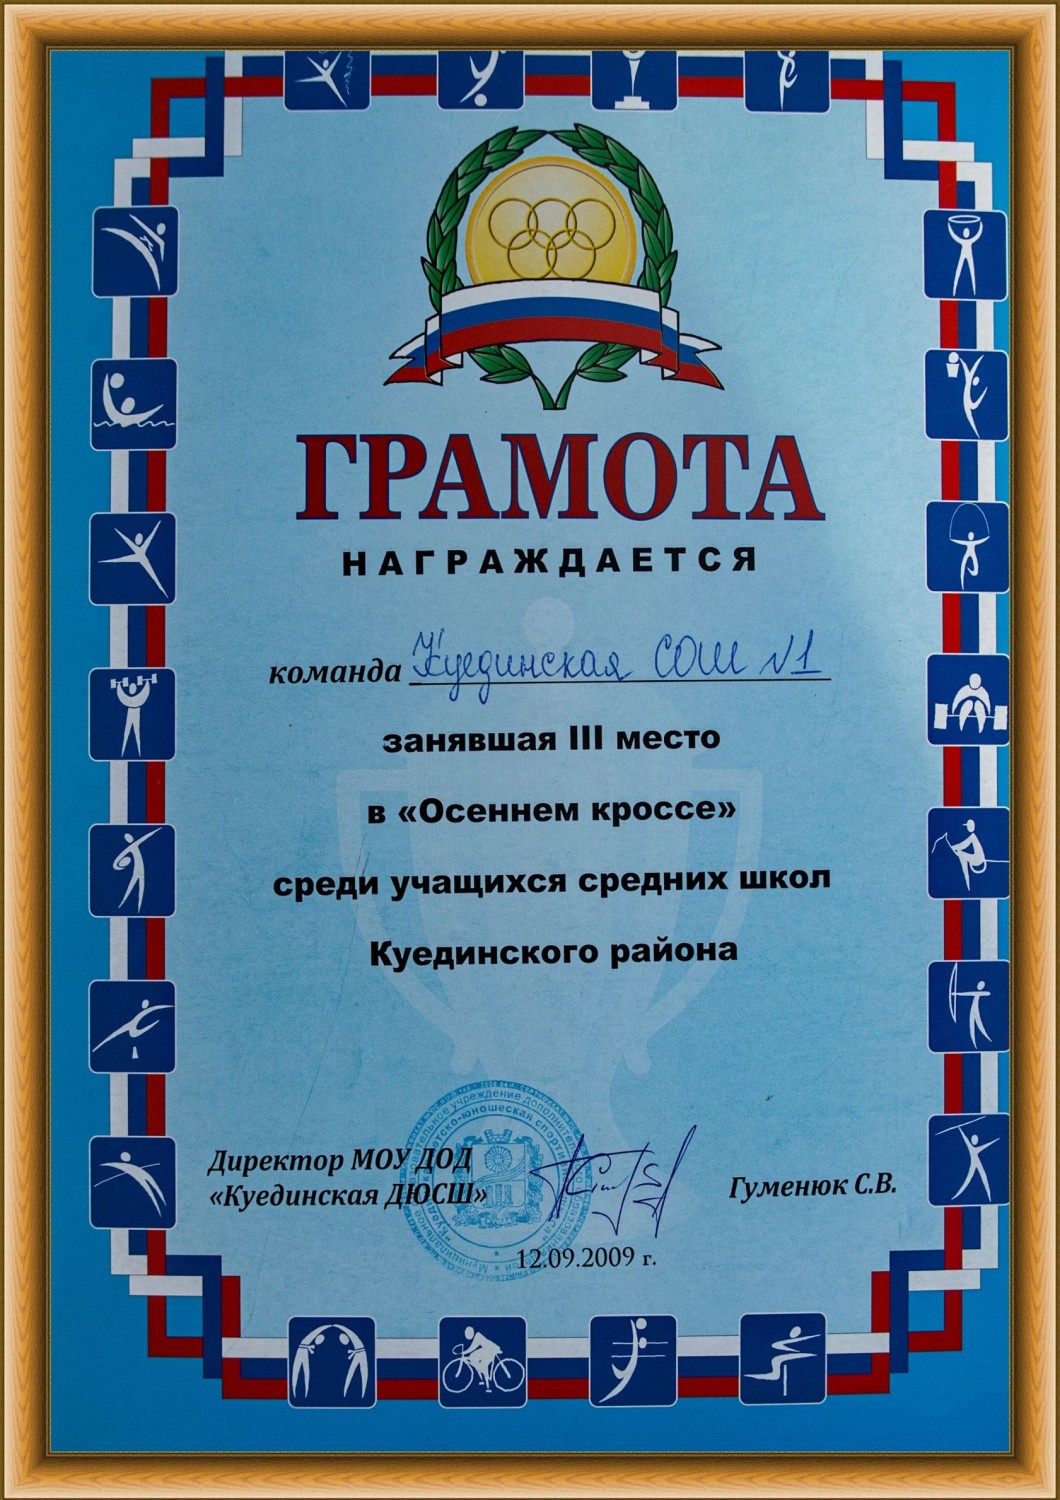 ГРАМОТА
НАГРАЖДАЕТСЯ
команда Куединская СОШ №1
занявшая III место
в «Осеннем кроссе»
среди учащихся средних школ
Куединского района
Директор МОУ ДОД
«Куединская ДЮСШ»
Гуменюк С.В.
12.09.2009 г.